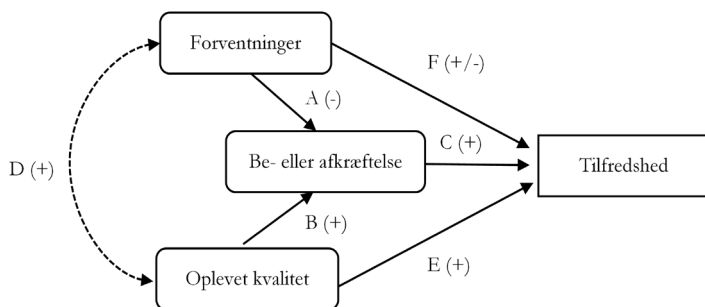 Forventninger
F (+/-)
A (-)
C (+)
Be- eller afkræftelse
Tilfredshed
D (+)
B (+)
E (+)
Oplevet kvalitet